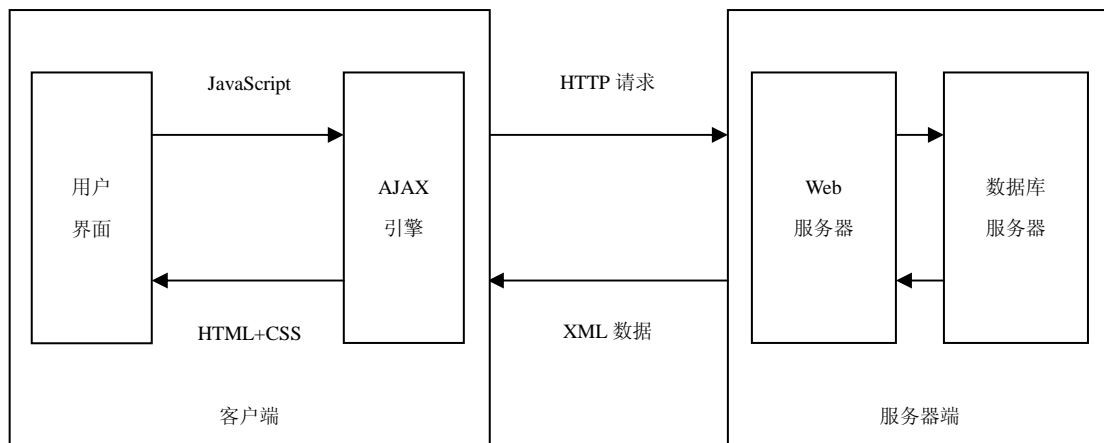 JavaScript
HTTP 请求
用户
界面
AJAX
引擎
Web
服务器
数据库
服务器
HTML+CSS
XML 数据
客户端
服务器端